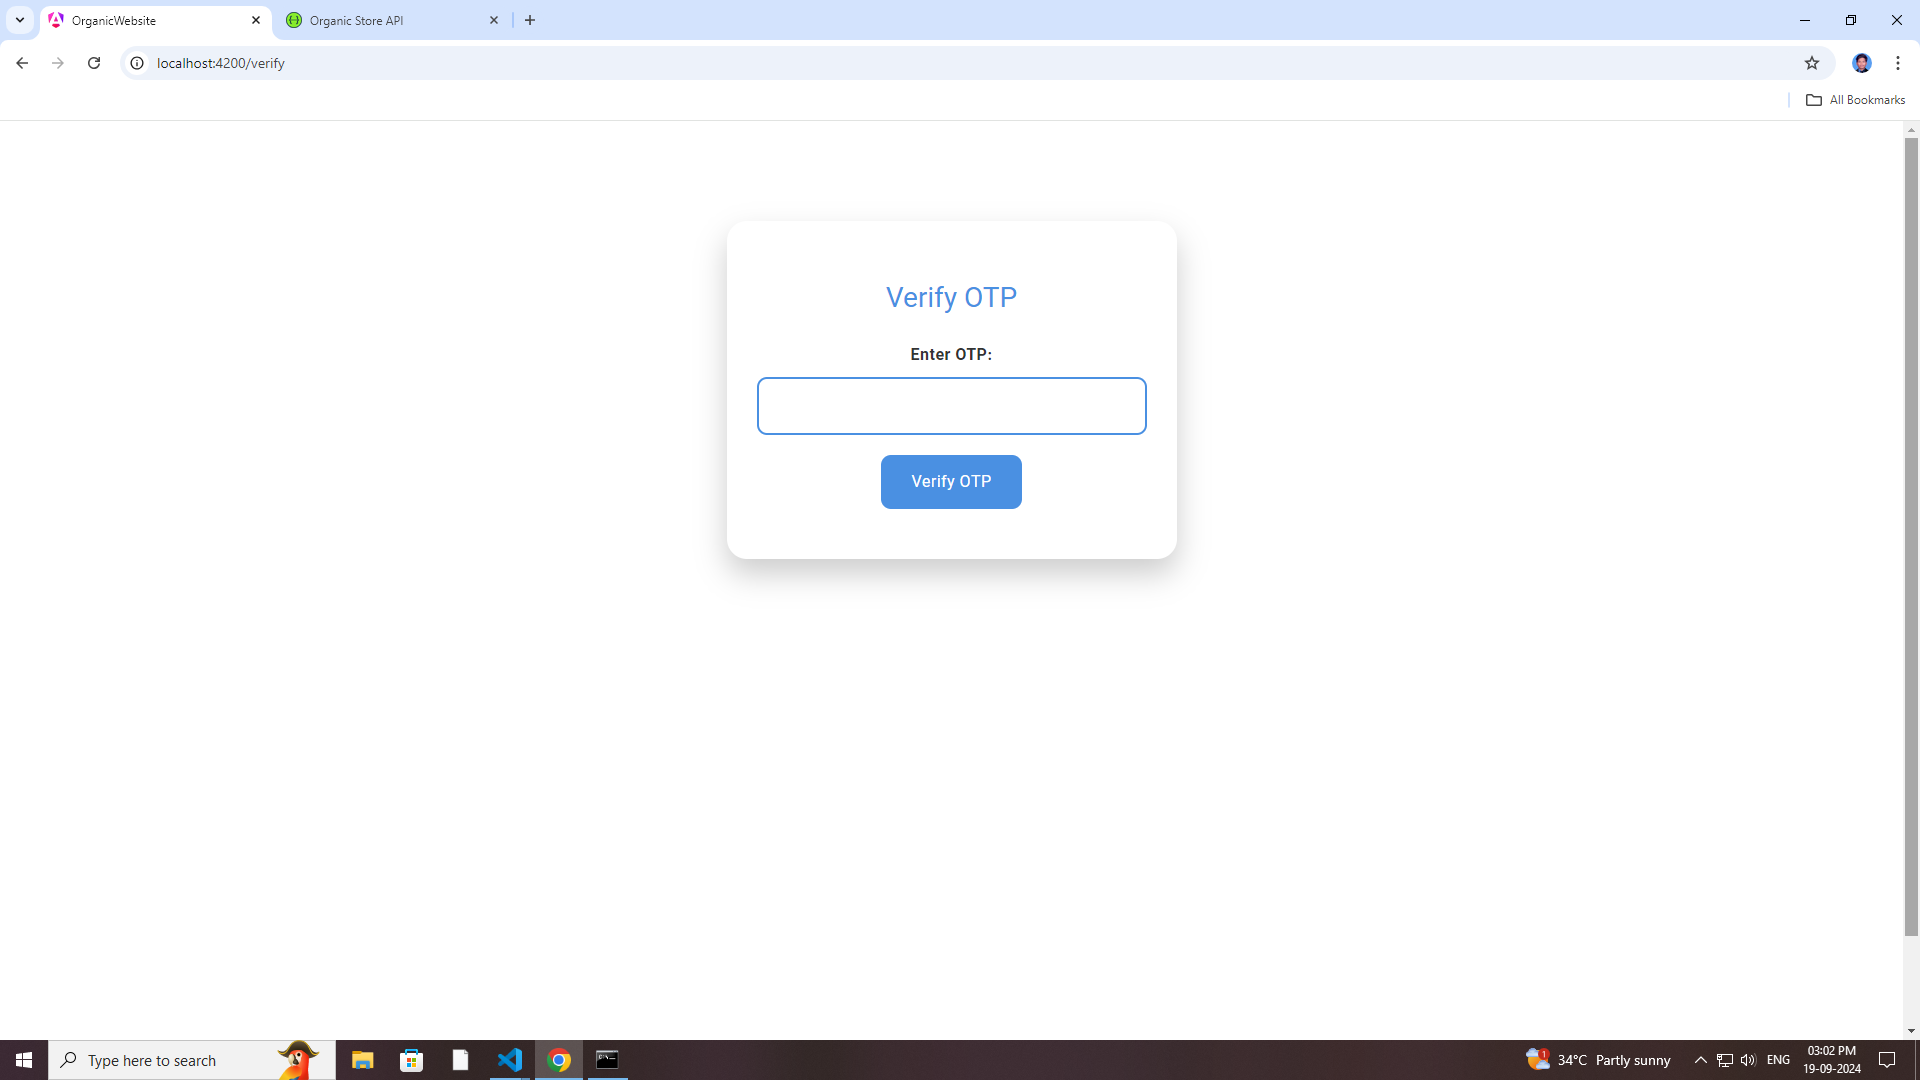 OrganicWebsite
Organic Store API
localhost:4200/verify
All Bookmarks
Verify OTP
Enter OTP:
Verify OTP
Type here to search
1
34°C Partly sunny
ENG
03:02 PM
19-09-2024